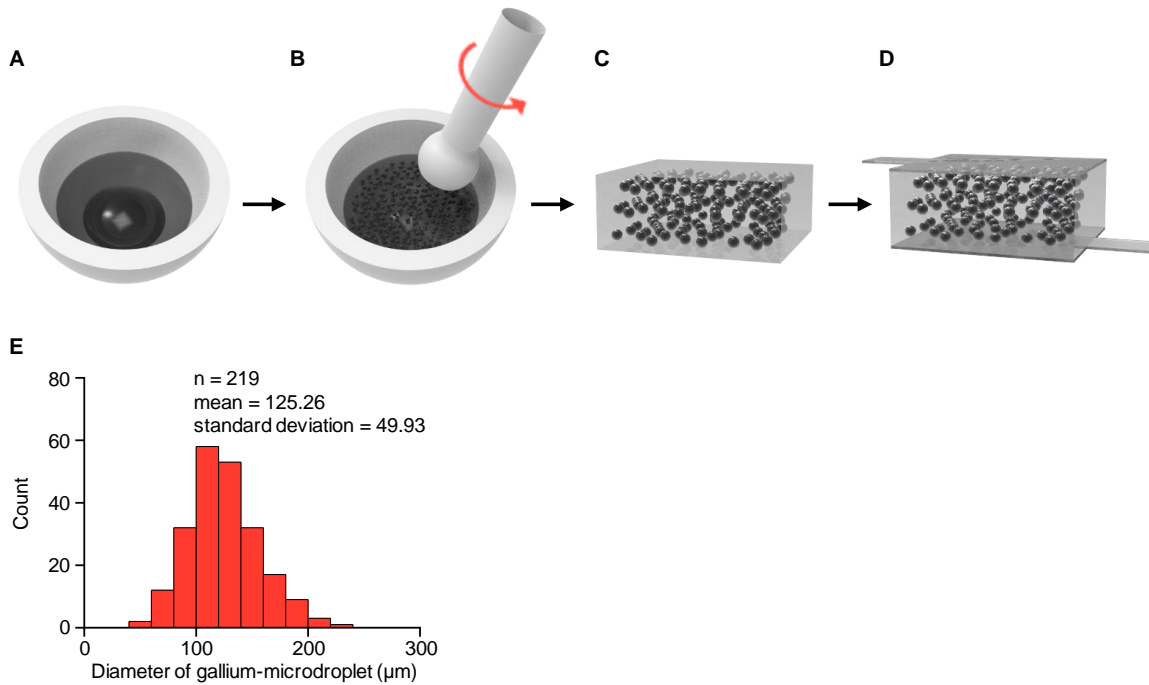 A
B
C
D
E
n = 219
mean = 125.26
standard deviation = 49.93
80
60
40
20
0
Count
0 100 200 300
Diameter of gallium-microdroplet (µm)